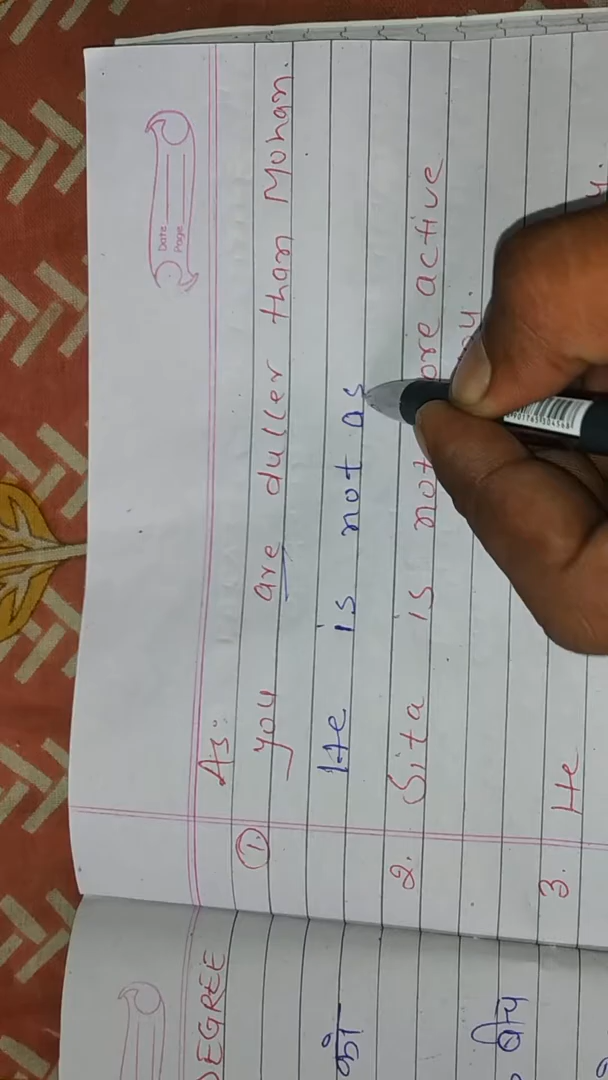 Date
Page
As:
① you are duller than Mohan.
He is not as
2. Sita is not ore active
3. He
DEGREE
को